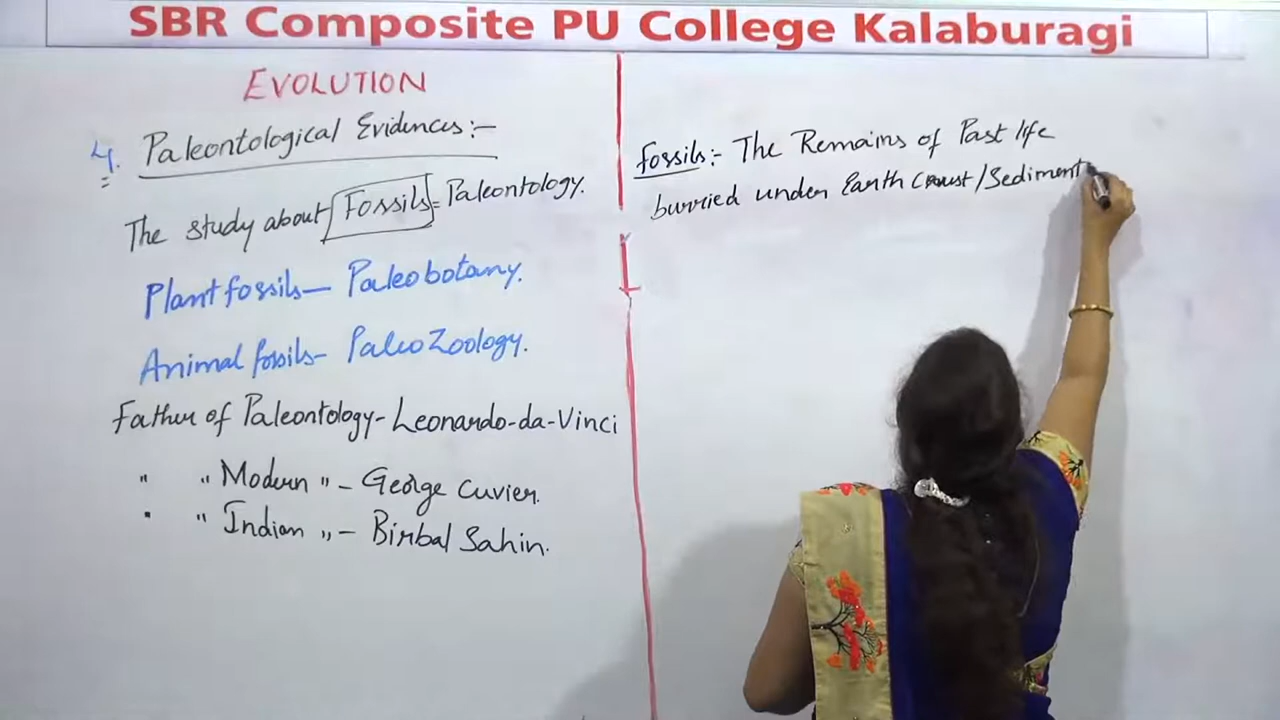 SBR Composite PU College Kalaburagi
EVOLUTION
4. Paleontological Evidences:-
The study about Fossils = Paleontology.
Plant fossils - Paleobotany.
Animal fossils - PaleoZoology.
Father of Paleontology - Leonardo-da-Vinci
" " Modern " - George Cuvier.
" " Indian " - Birbal Sahin.
Fossils:- The Remains of Past life
burried under Earth Crust/Sediment